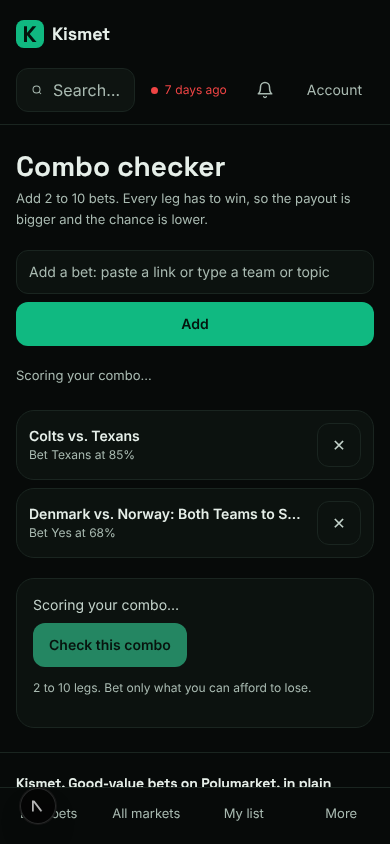 Kismet
Search...
7 days ago
Account
Combo checker
Add 2 to 10 bets. Every leg has to win, so the payout is
bigger and the chance is lower.
Add a bet: paste a link or type a team or topic
Add
Scoring your combo...
Colts vs. Texans
Bet Texans at 85%
Denmark vs. Norway: Both Teams to S...
Bet Yes at 68%
Scoring your combo...
Check this combo
2 to 10 legs. Bet only what you can afford to lose.
Kismet. Good-value bets on Polymarket, in plain
bets
All markets
My list
More